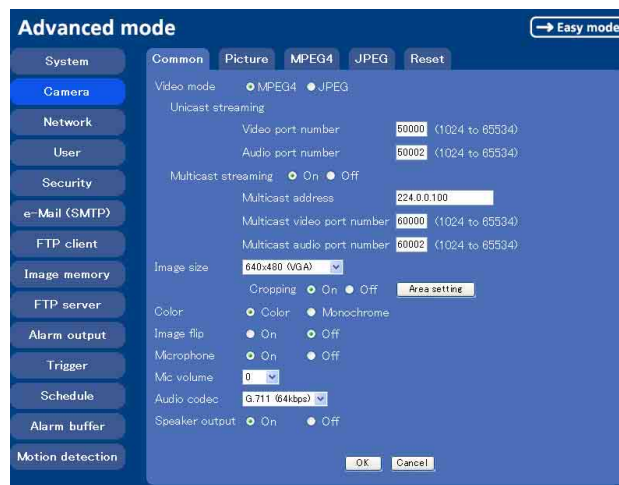 Advanced mode
→ Easy mode
System
Camera
Network
User
Security
e-Mail (SMTP)
FTP client
Image memory
FTP server
Alarm output
Trigger
Schedule
Alarm buffer
Motion detection
Common Picture MPEG4 JPEG Reset
Video mode MPEG4 JPEG
Unicast streaming
Video port number 50000 (1024 to 65534)
Audio port number 50002 (1024 to 65534)
Multicast streaming On Off
Multicast address 224.0.0.100
Multicast video port number 60000 (1024 to 65534)
Multicast audio port number 60002 (1024 to 65534)
Image size 640x480 (VGA)
Cropping On Off Area setting
Color Color Monochrome
Image flip On Off
Microphone On Off
Mic volume 0
Audio codec G.711 (64kbps)
Speaker output On Off
OK Cancel